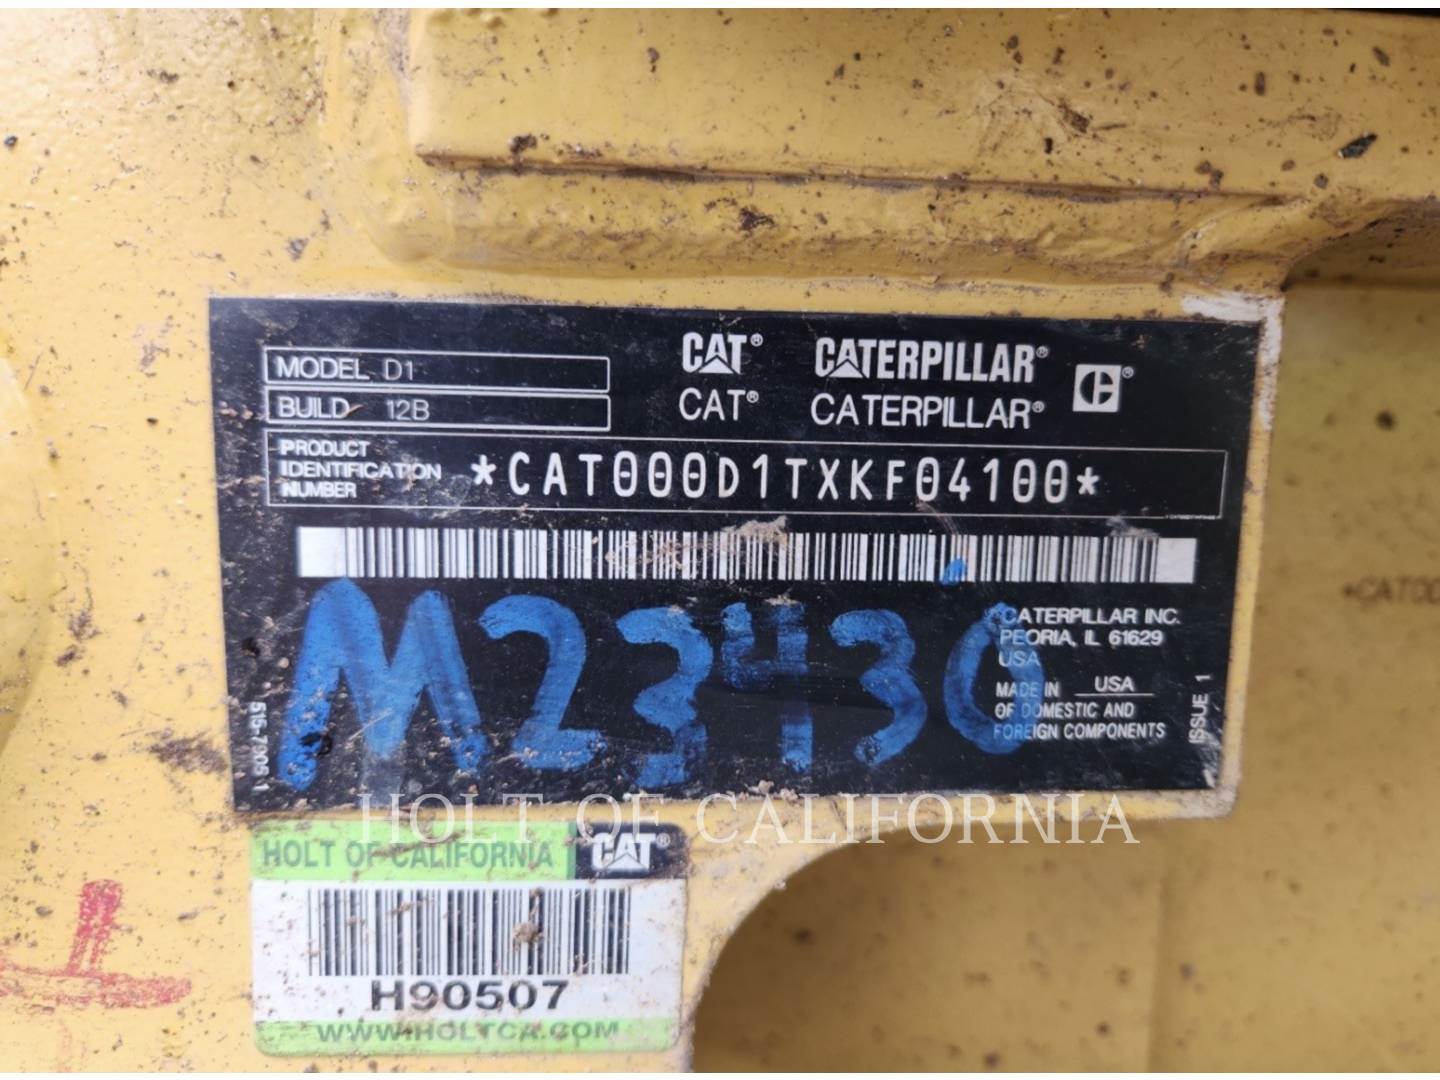 CAT® CATERPILLAR®
CAT® CATERPILLAR®
MODEL D1
BUILD 12B
PRODUCT
IDENTIFICATION
NUMBER
*CAT000D1TXKF04100*
M23430
CATERPILLAR INC.
PEORIA, IL 61629
USA
MADE IN USA
OF DOMESTIC AND
FOREIGN COMPONENTS
ISSUE 1
HOLT OF CALIFORNIA
HOLT OF CALIFORNIA CAT®
H90507
WWW.HOLTCA.COM
*CAT00